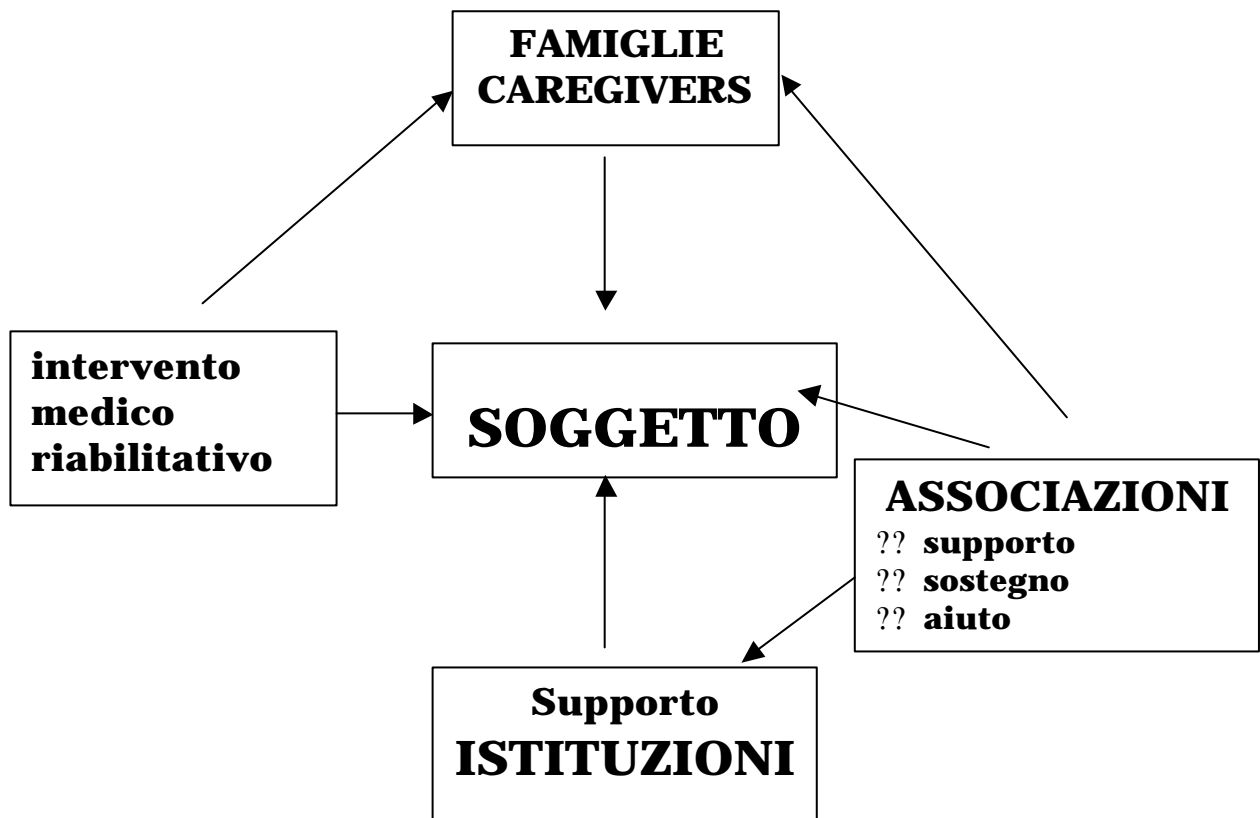 FAMIGLIE
CAREGIVERS
intervento
medico
riabilitativo
SOGGETTO
ASSOCIAZIONI
?? supporto
?? sostegno
?? aiuto
Supporto
ISTITUZIONI